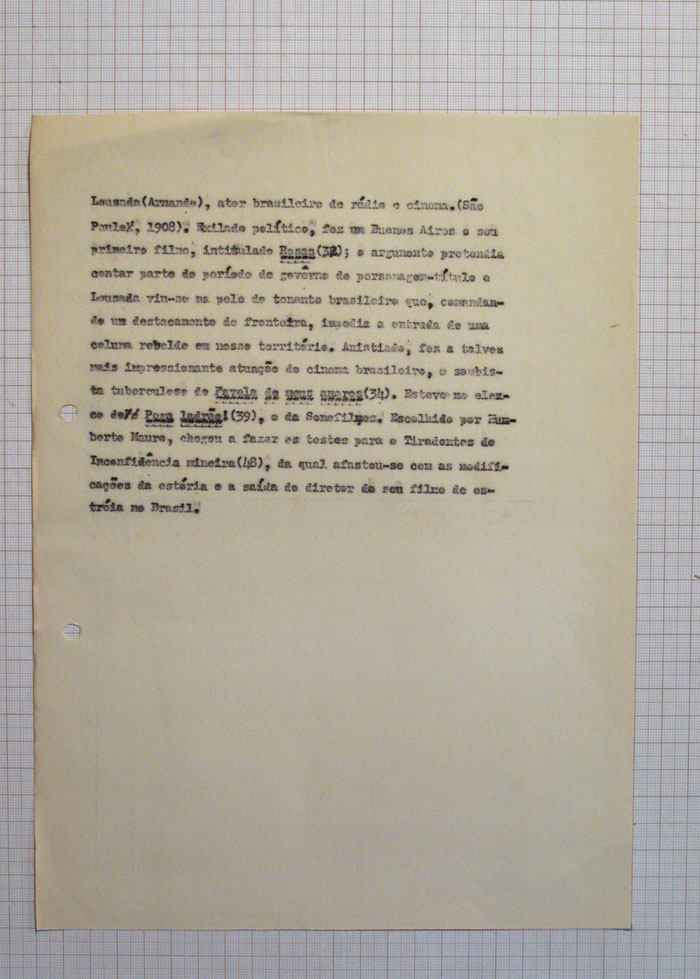 Lousada(Armando), ator brasileiro de rádio e cinema.(São
Paulo, 1908). Exilado político, fez em Buenos Aires o seu
primeiro filme, intitulado Rosas(32); o argumento pretendia
contar parte do período do govêrno do personagem-título e
Lousada viu-se na pele do tenente brasileiro que, comandan-
do um destacamento de fronteira, impedia a entrada de uma
coluna rebelde em nosso território. Anistiado, fez a talvez
mais impressionante atuação do cinema brasileiro, o sambis-
ta tuberculoso de Favela de meus amores(34). Esteve no elen-
co de Pega ladrão!(39), o da Sonofilmes. Escolhido por Hum-
berto Mauro, chegou a fazer os testes para o Tiradentes de
Inconfidência mineira(48), da qual afastou-se com as modifi-
cações da estória e a saída do diretor do seu filme de es-
tréia no Brasil.